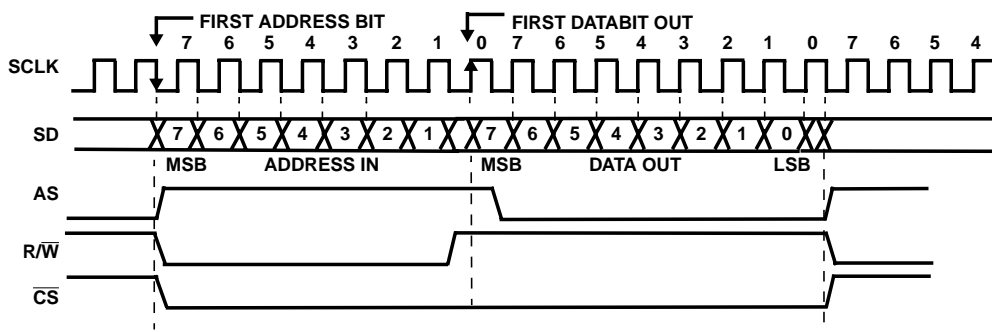 FIRST ADDRESS BIT FIRST DATABIT OUT
7 6 5 4 3 2 1 0 7 6 5 4 3 2 1 0 7 6 5 4
SCLK
SD 7 6 5 4 3 2 1 7 6 5 4 3 2 1 0
MSB ADDRESS IN MSB DATA OUT LSB
AS
R/W̅
C̅S̅